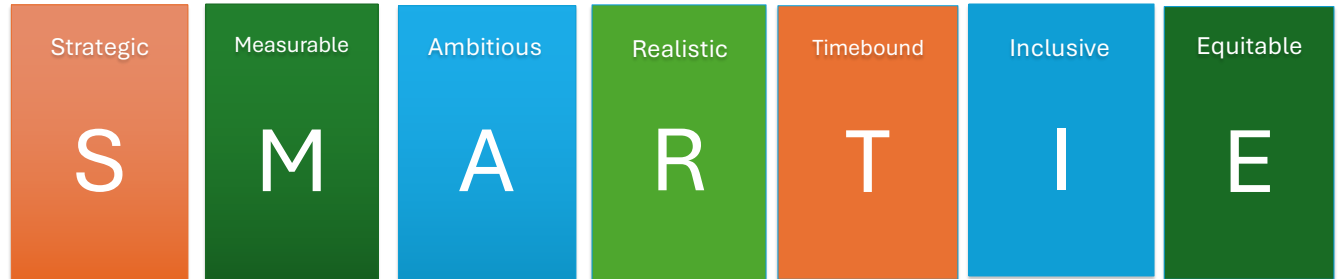 Strategic Measurable Ambitious Realistic Timebound Inclusive Equitable
S M A R T I E